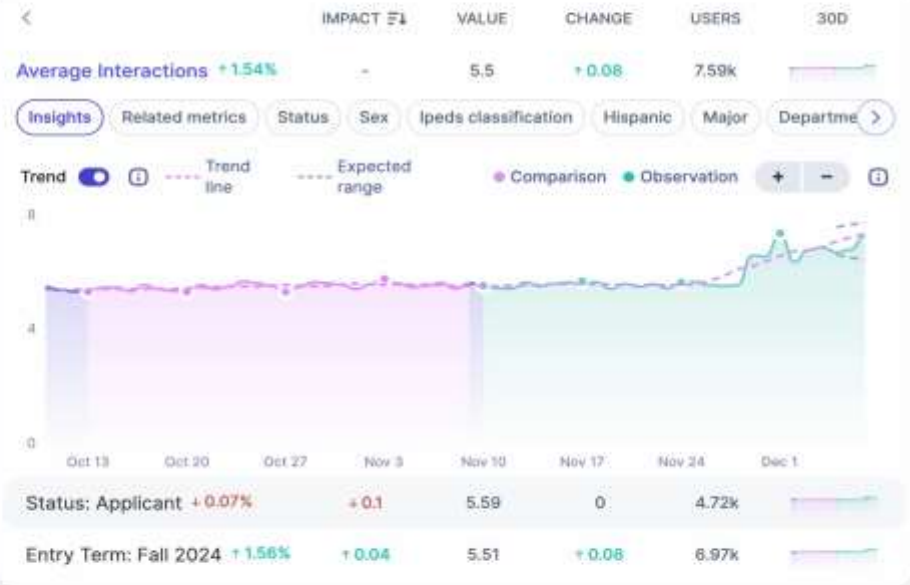 IMPACT VALUE CHANGE USERS 30D
Average Interactions ↑ 1.54% - 5.5 ↑ 0.08 7.59k
Insights Related metrics Status Sex Ipeds classification Hispanic Major Departme
Trend Trend line Expected range Comparison Observation + −
8
4
0
Oct 13 Oct 20 Oct 27 Nov 3 Nov 10 Nov 17 Nov 24 Dec 1
Status: Applicant ↓ 0.07% ↓ 0.1 5.59 0 4.72k
Entry Term: Fall 2024 ↑ 1.56% ↑ 0.04 5.51 ↑ 0.08 6.97k